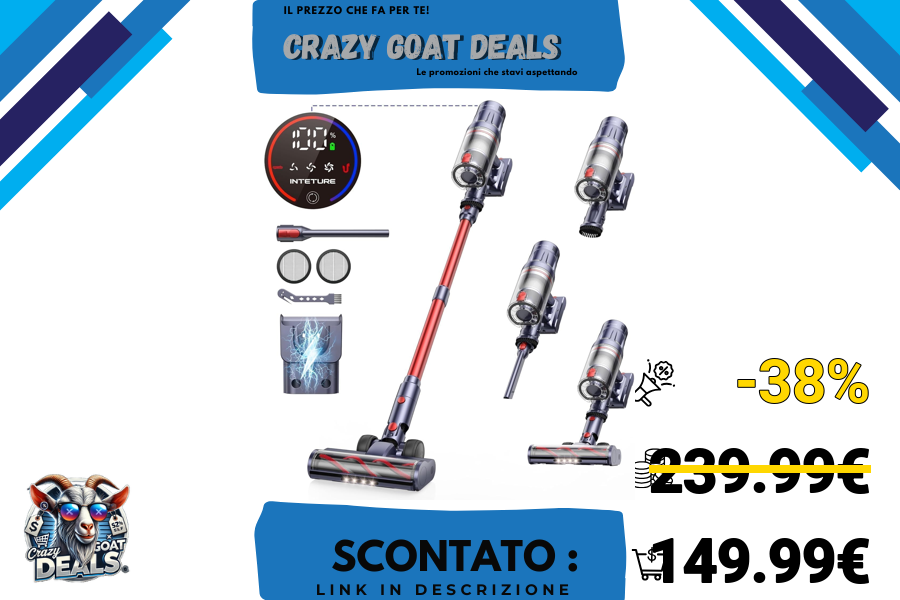 IL PREZZO CHE FA PER TE!
CRAZY GOAT DEALS
Le promozioni che stavi aspettando
100%
INTETURE
-38%
239.99€
SCONTATO :
149.99€
LINK IN DESCRIZIONE
$
57%
Crazy
GOAT
DEALS